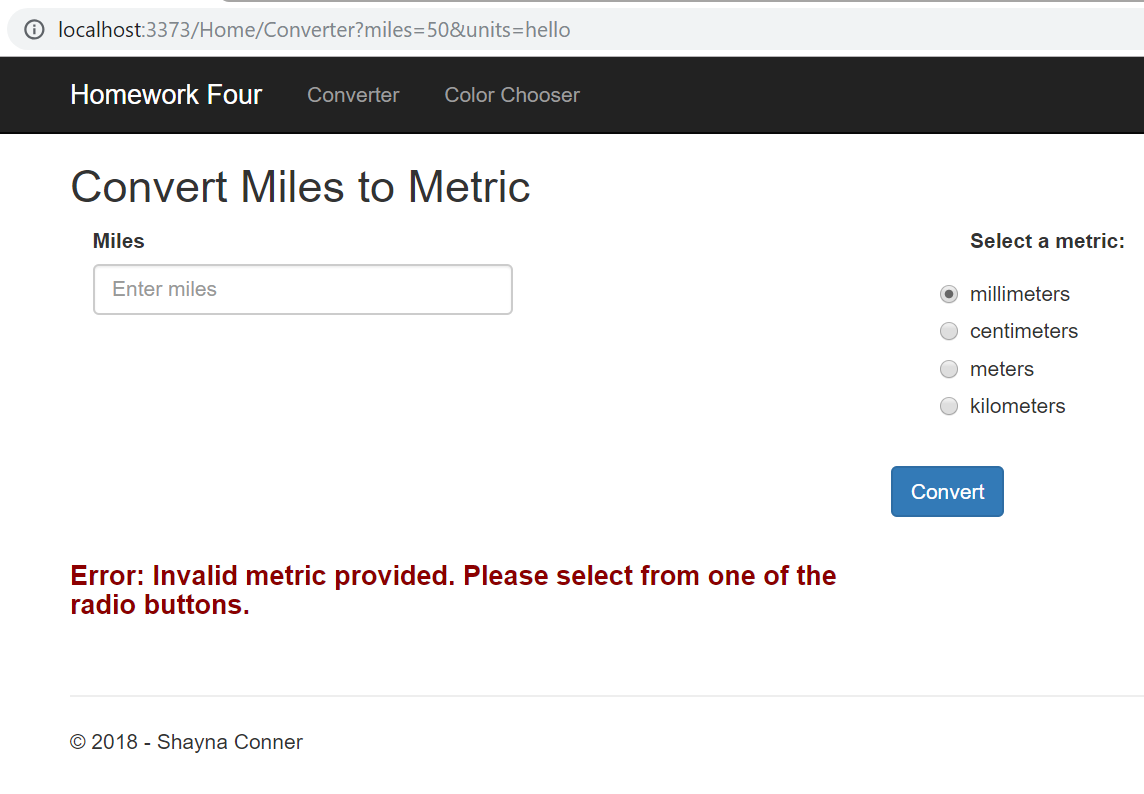 localhost:3373/Home/Converter?miles=50&units=hello
Homework Four Converter Color Chooser
Convert Miles to Metric
Miles
Enter miles
Select a metric:
millimeters
centimeters
meters
kilometers
Convert
Error: Invalid metric provided. Please select from one of the
radio buttons.
© 2018 - Shayna Conner